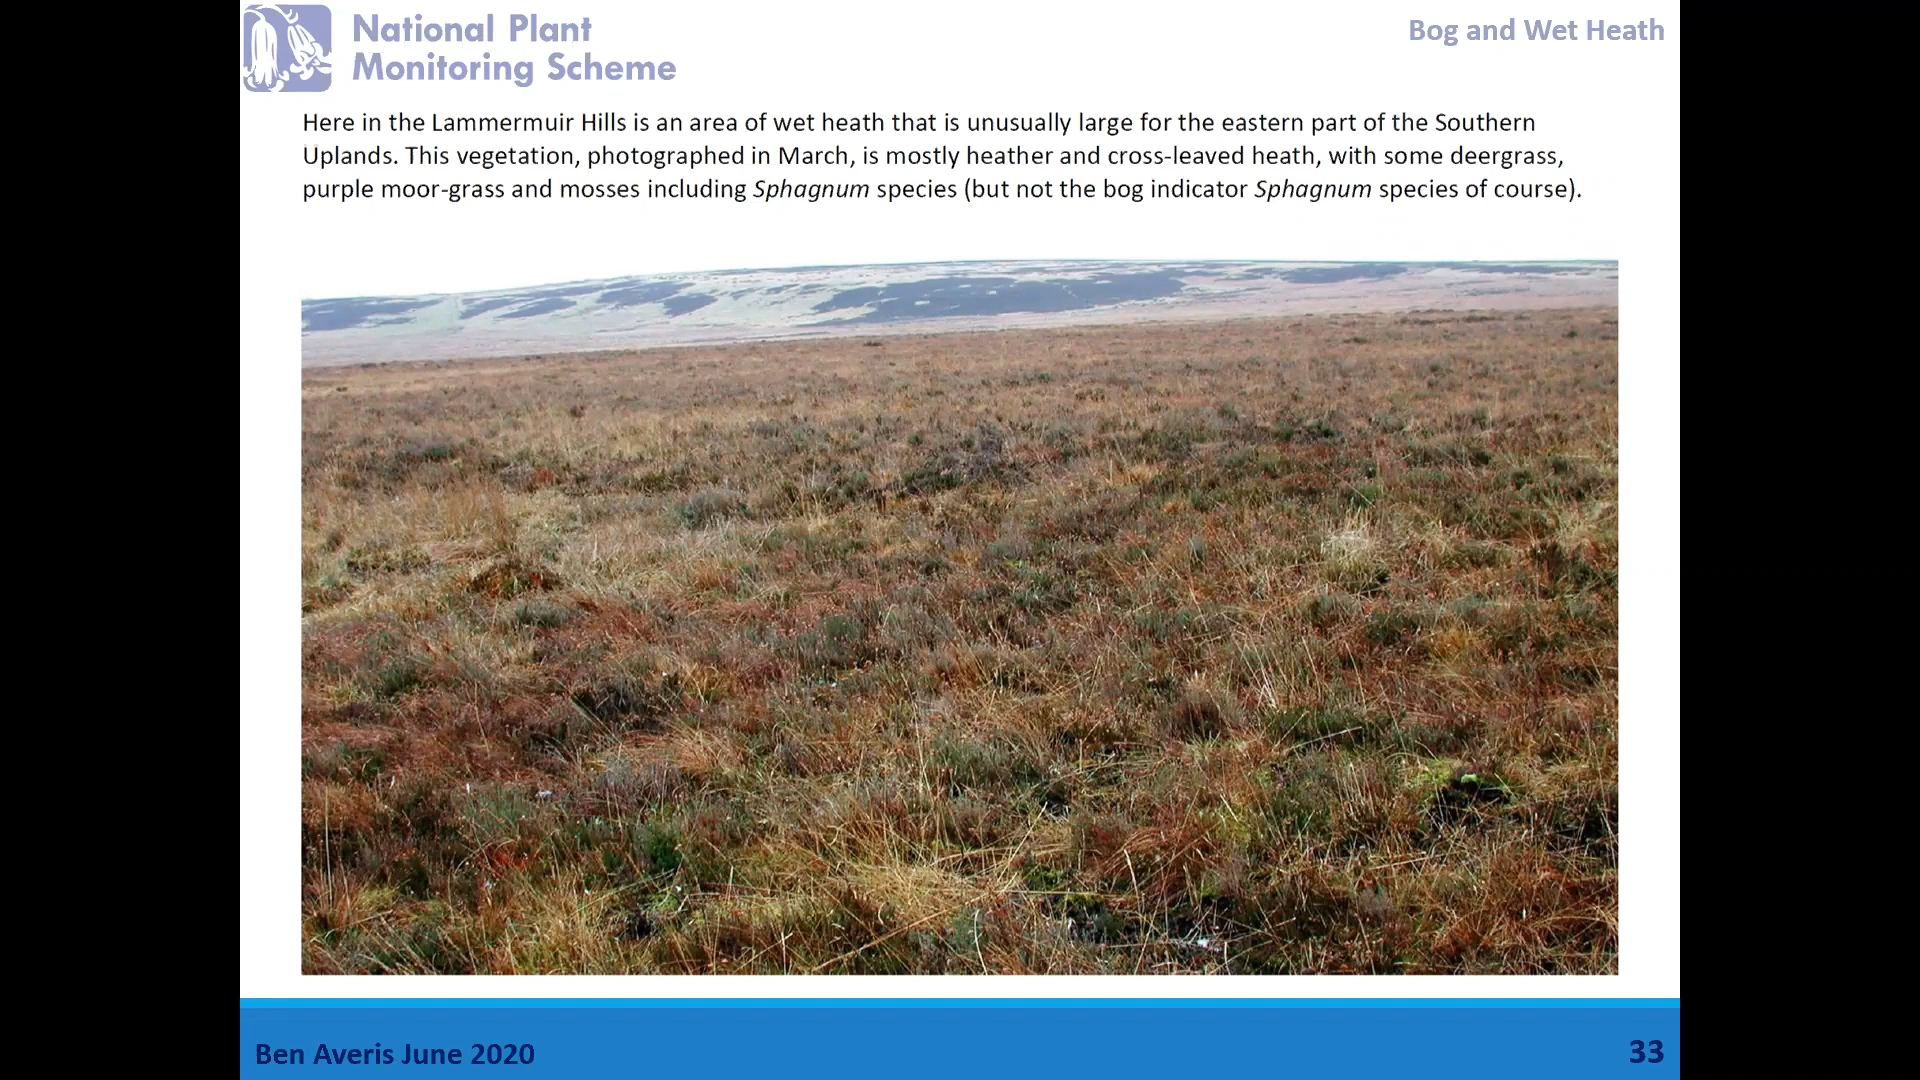 National Plant
Monitoring Scheme
Bog and Wet Heath
Here in the Lammermuir Hills is an area of wet heath that is unusually large for the eastern part of the Southern
Uplands. This vegetation, photographed in March, is mostly heather and cross-leaved heath, with some deergrass,
purple moor-grass and mosses including Sphagnum species (but not the bog indicator Sphagnum species of course).
Ben Averis June 2020
33